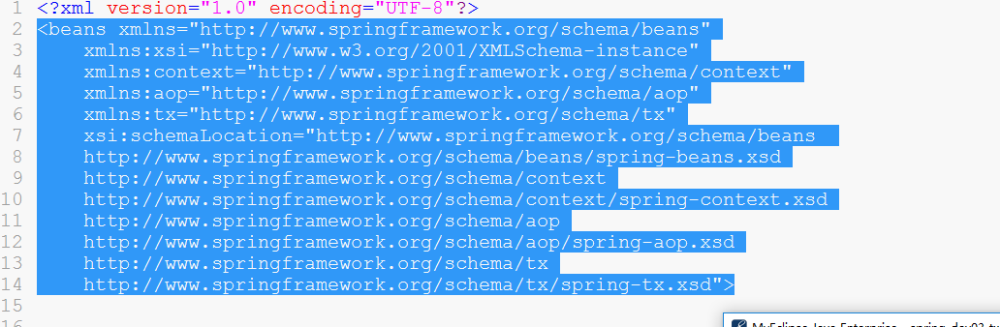 1 <?xml version="1.0" encoding="UTF-8"?>
2 <beans xmlns="http://www.springframework.org/schema/beans"
3 xmlns:xsi="http://www.w3.org/2001/XMLSchema-instance"
4 xmlns:context="http://www.springframework.org/schema/context"
5 xmlns:aop="http://www.springframework.org/schema/aop"
6 xmlns:tx="http://www.springframework.org/schema/tx"
7 xsi:schemaLocation="http://www.springframework.org/schema/beans
8 http://www.springframework.org/schema/beans/spring-beans.xsd
9 http://www.springframework.org/schema/context
10 http://www.springframework.org/schema/context/spring-context.xsd
11 http://www.springframework.org/schema/aop
12 http://www.springframework.org/schema/aop/spring-aop.xsd
13 http://www.springframework.org/schema/tx
14 http://www.springframework.org/schema/tx/spring-tx.xsd">
15
16